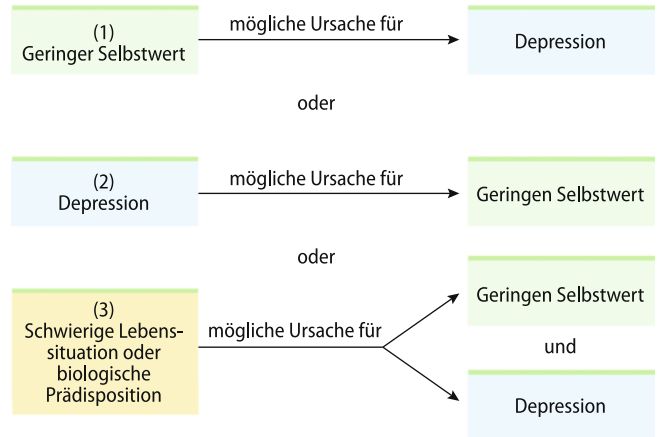 (1)
Geringer Selbstwert
mögliche Ursache für
Depression
oder
(2)
Depression
mögliche Ursache für
Geringen Selbstwert
oder
(3)
Schwierige Lebens-
situation oder
biologische
Prädisposition
mögliche Ursache für
Geringen Selbstwert
und
Depression